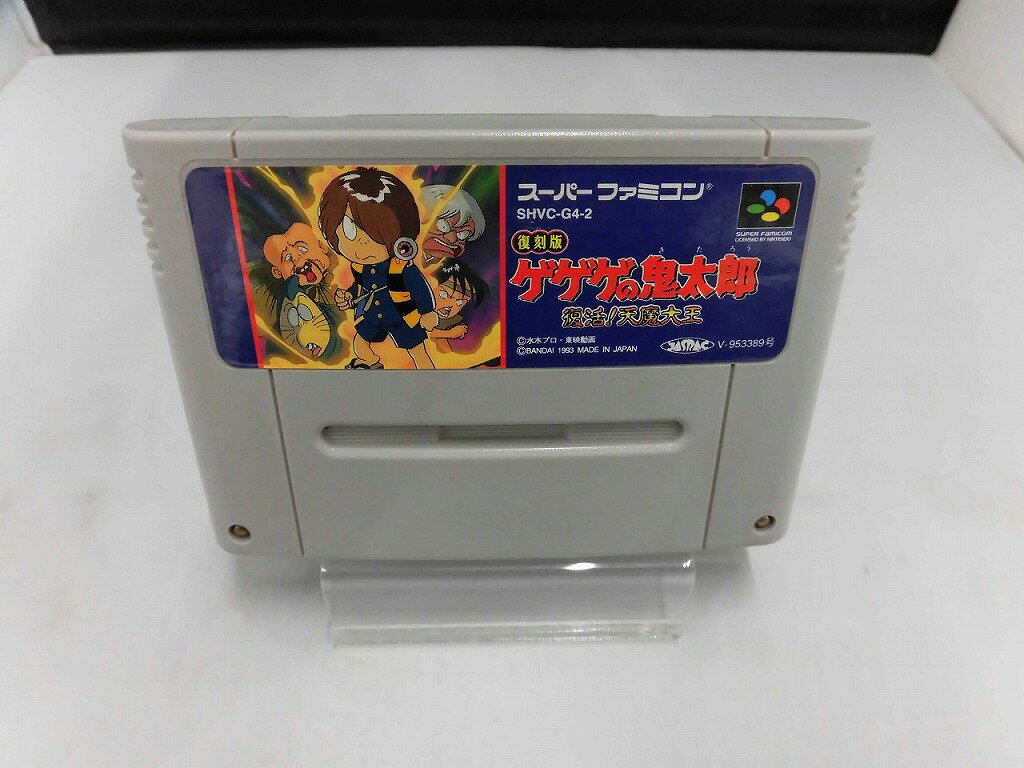 スーパーファミコン®
SHVC-G4-2
SUPER FAMICOM
LICENSED BY NINTENDO
復刻版
きたろう
ゲゲゲの鬼太郎
復活!天魔大王
©水木プロ・東映動画
©BANDAI 1993 MADE IN JAPAN
JASRAC V-953389号